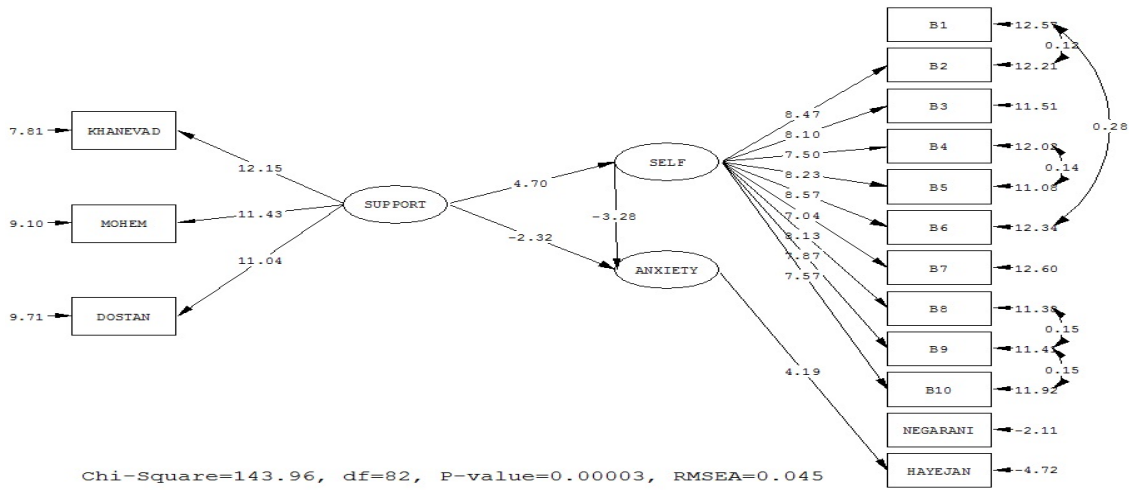 B1
12.57
0.12
B2
12.21
8.47
B3
11.51
8.10
KHANEVAD
7.81
0.28
B4
12.02
7.50
12.15
SELF
0.14
B5
11.08
8.23
4.70
8.57
SUPPORT
-3.28
MOHEM
9.10
11.43
7.04
B6
12.34
-2.32
8.13
11.04
7.87
B7
12.60
ANXIETY
7.57
B8
11.38
DOSTAN
9.71
0.15
B9
11.41
4.19
0.15
B10
11.92
NEGARANI
-2.11
HAYEJAN
-4.72
Chi-Square=143.96, df=82, P-value=0.00003, RMSEA=0.045